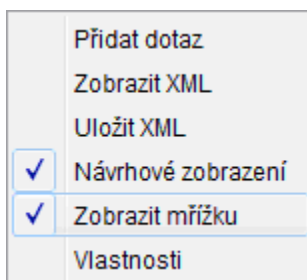 Přidat dotaz
Zobrazit XML
Uložit XML
Návrhové zobrazení
Zobrazit mřížku
Vlastnosti